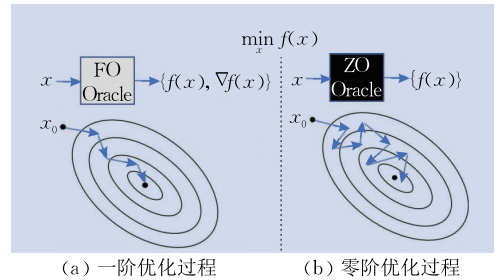 min f(x)
x
x FO Oracle {f(x), ∇f(x)}
x ZO Oracle {f(x)}
x₀
x₀
(a) 一阶优化过程
(b) 零阶优化过程